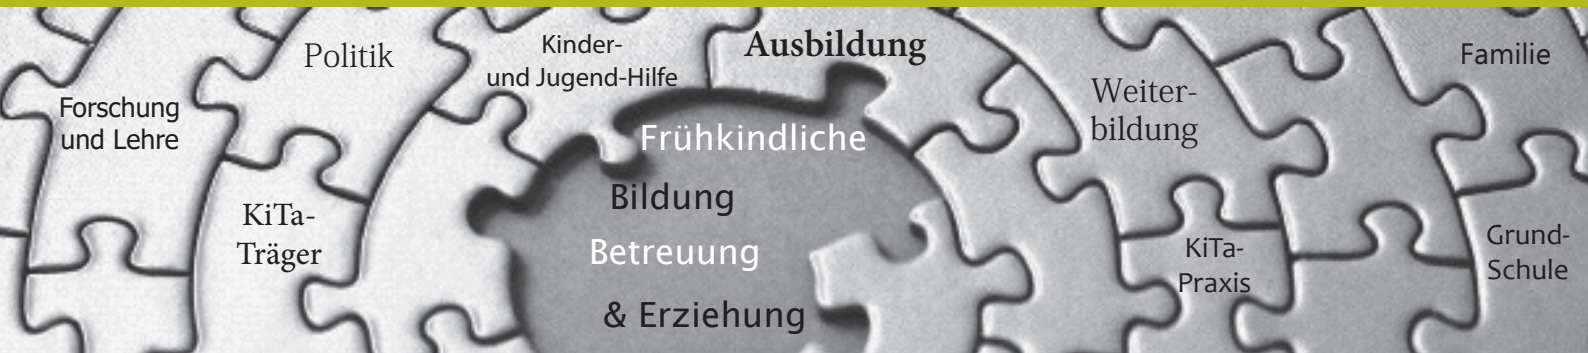 Forschung
und Lehre
Politik
KiTa-
Träger
Kinder-
und Jugend-Hilfe
Ausbildung
Frühkindliche
Bildung
Betreuung
& Erziehung
Weiter-
bildung
KiTa-
Praxis
Familie
Grund-
Schule